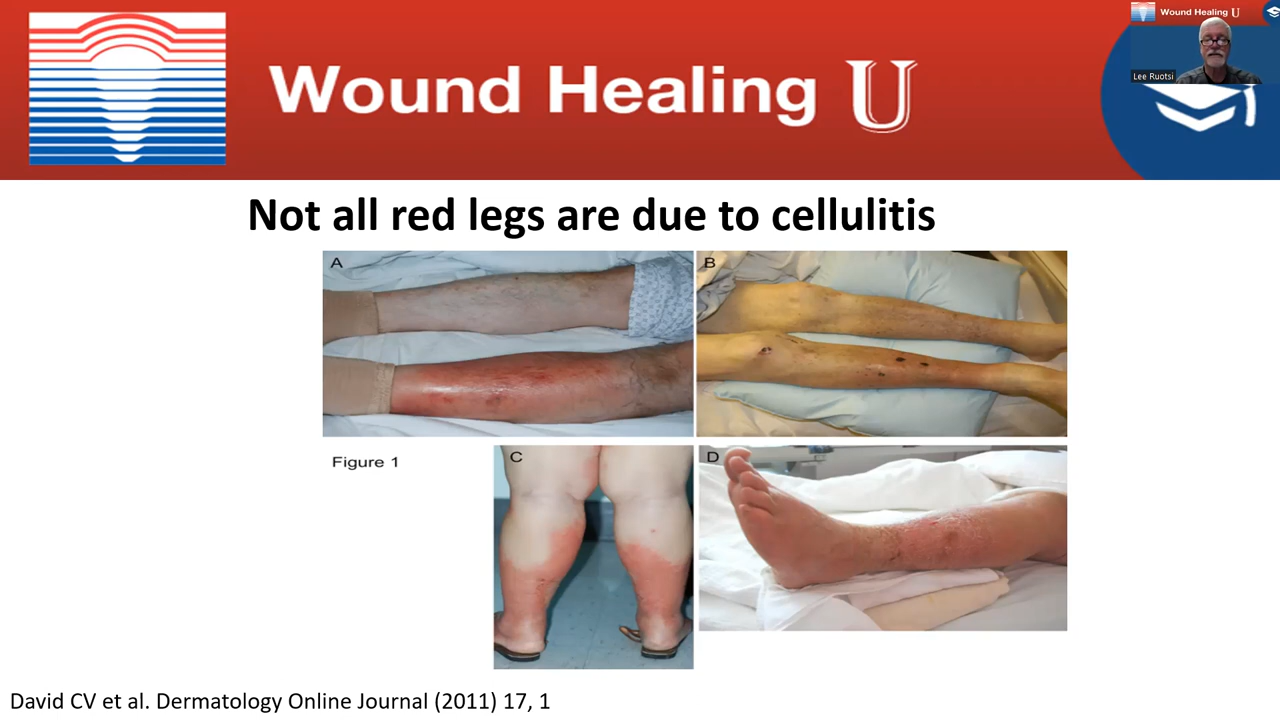 Wound Healing U
Wound Healing U
Lee Ruotsi
Not all red legs are due to cellulitis
A
B
Figure 1
C
D
David CV et al. Dermatology Online Journal (2011) 17, 1